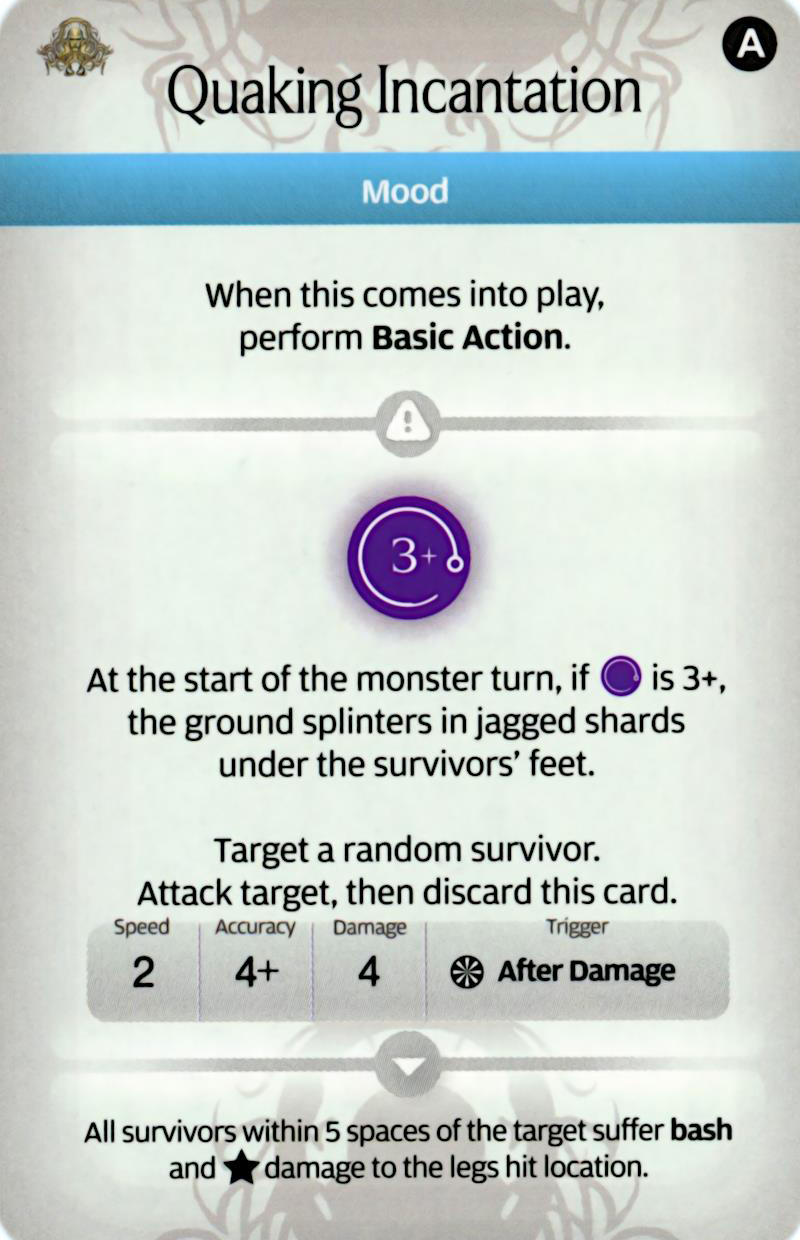 A
Quaking Incantation
Mood
When this comes into play,
perform Basic Action.
3+
At the start of the monster turn, if is 3+,
the ground splinters in jagged shards
under the survivors’ feet.
Target a random survivor.
Attack target, then discard this card.
Speed Accuracy Damage Trigger
2 4+ 4 After Damage
All survivors within 5 spaces of the target suffer bash
and ★ damage to the legs hit location.